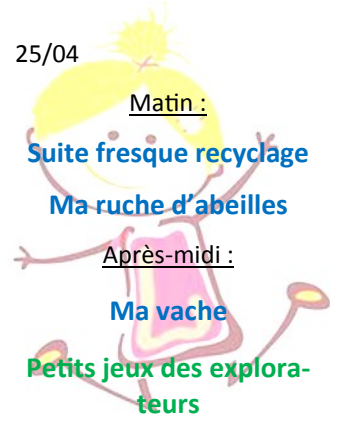 25/04
Matin :
Suite fresque recyclage
Ma ruche d'abeilles
Après-midi :
Ma vache
Petits jeux des explora-
teurs